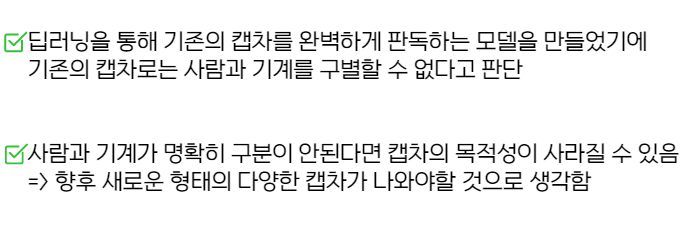 딥러닝을 통해 기존의 캡차를 완벽하게 판독하는 모델을 만들었기에
기존의 캡차로는 사람과 기계를 구별할 수 없다고 판단
사람과 기계가 명확히 구분이 안된다면 캡차의 목적성이 사라질 수 있음
=> 향후 새로운 형태의 다양한 캡차가 나와야할 것으로 생각함